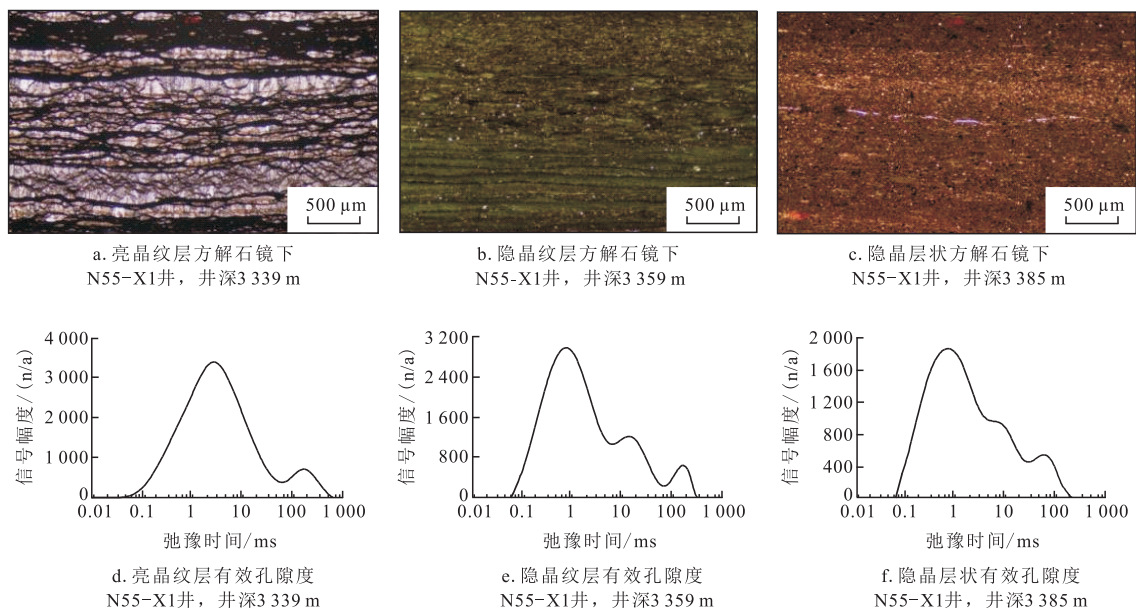 500 μm
500 μm
500 μm
a.亮晶纹层方解石镜下
N55-X1井，井深3 339 m
b.隐晶纹层方解石镜下
N55-X1井，井深3 359 m
c.隐晶层状方解石镜下
N55-X1井，井深3 385 m
信号幅度/(n/a)
4 000
3 000
2 000
1 000
0
0.01 0.1 1 10 100 1 000
弛豫时间/ms
d.亮晶纹层有效孔隙度
N55-X1井，井深3 339 m
信号幅度/(n/a)
3 200
2 400
1 600
800
0
0.01 0.1 1 10 100 1 000
弛豫时间/ms
e.隐晶纹层有效孔隙度
N55-X1井，井深3 359 m
信号幅度/(n/a)
2 000
1 600
1 200
800
400
0
0.01 0.1 1 10 100 1 000
弛豫时间/ms
f.隐晶层状有效孔隙度
N55-X1井，井深3 385 m